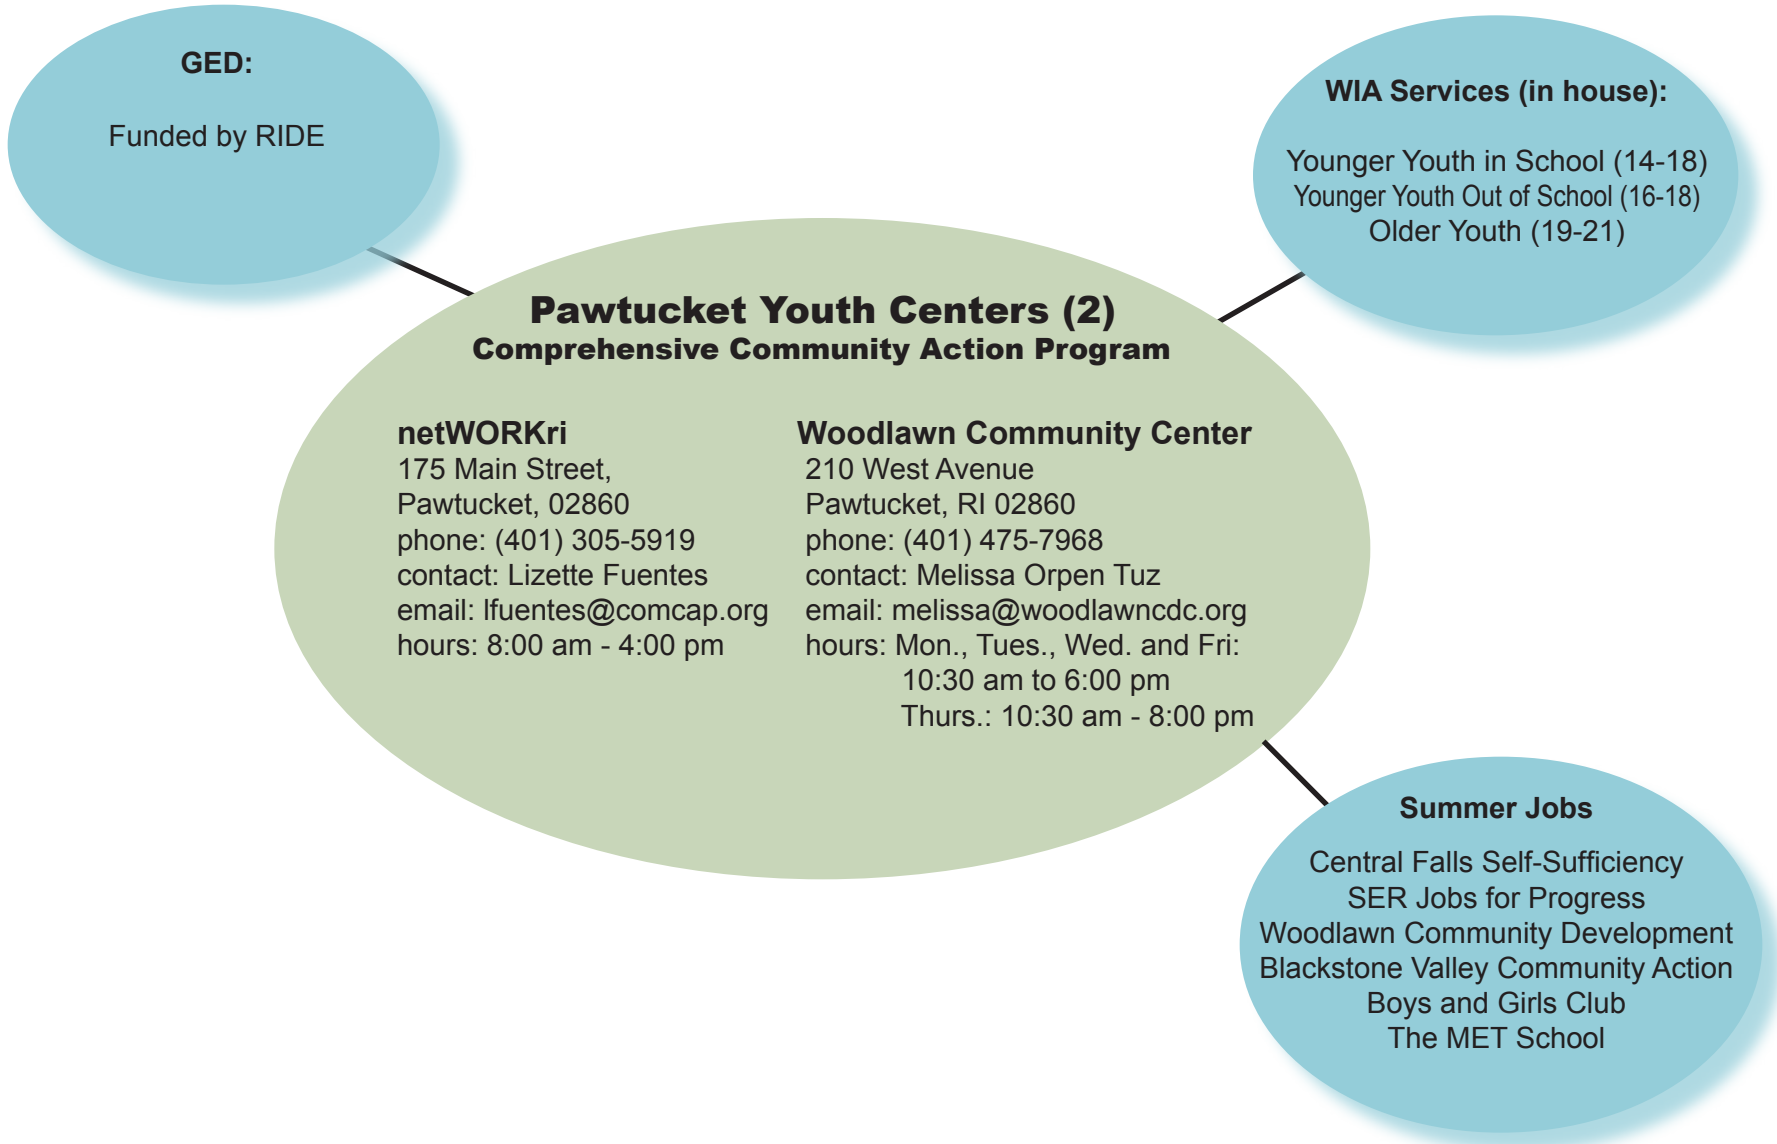 GED:
Funded by RIDE
WIA Services (in house):
Younger Youth in School (14-18)
Younger Youth Out of School (16-18)
Older Youth (19-21)
Pawtucket Youth Centers (2)
Comprehensive Community Action Program
netWORKri
175 Main Street,
Pawtucket, 02860
phone: (401) 305-5919
contact: Lizette Fuentes
email: lfuentes@comcap.org
hours: 8:00 am - 4:00 pm
Woodlawn Community Center
210 West Avenue
Pawtucket, RI 02860
phone: (401) 475-7968
contact: Melissa Orpen Tuz
email: melissa@woodlawncdc.org
hours: Mon., Tues., Wed. and Fri:
10:30 am to 6:00 pm
Thurs.: 10:30 am - 8:00 pm
Summer Jobs
Central Falls Self-Sufficiency
SER Jobs for Progress
Woodlawn Community Development
Blackstone Valley Community Action
Boys and Girls Club
The MET School